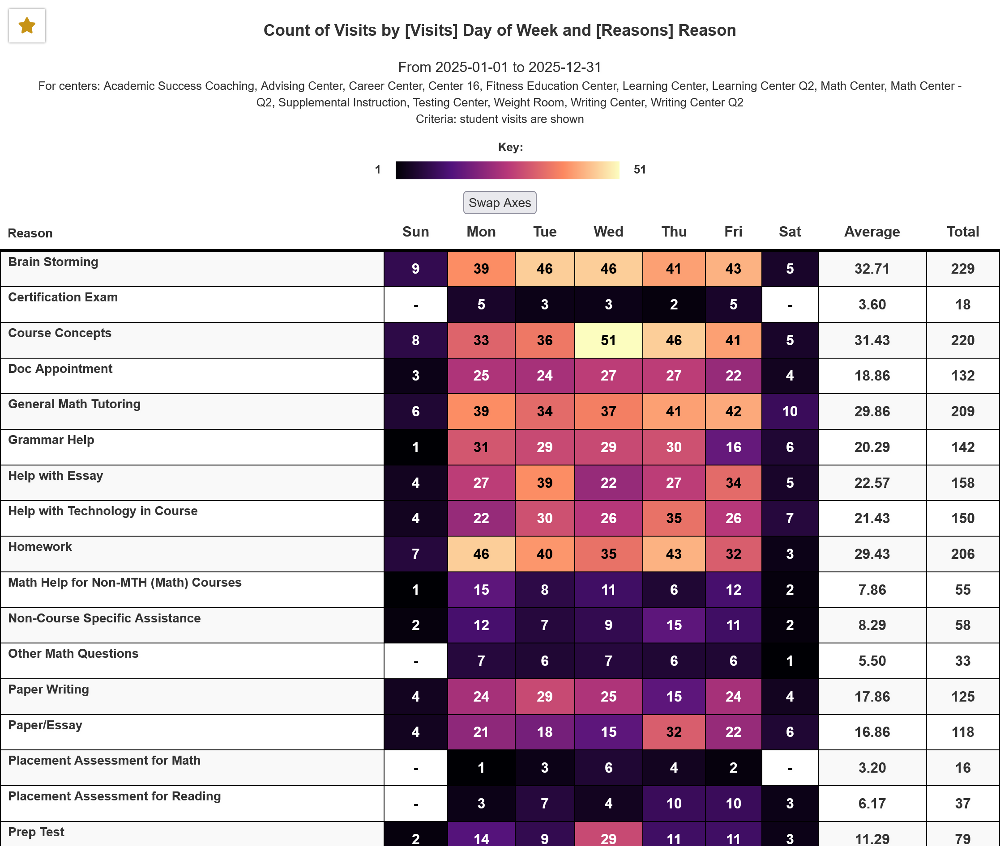 Count of Visits by [Visits] Day of Week and [Reasons] Reason
From 2025-01-01 to 2025-12-31
For centers: Academic Success Coaching, Advising Center, Career Center, Center 16, Fitness Education Center, Learning Center, Learning Center Q2, Math Center, Math Center -
Q2, Supplemental Instruction, Testing Center, Weight Room, Writing Center, Writing Center Q2
Criteria: student visits are shown
Key:
1 51
Swap Axes
Reason Sun Mon Tue Wed Thu Fri Sat Average Total
Brain Storming 9 39 46 46 41 43 5 32.71 229
Certification Exam - 5 3 3 2 5 - 3.60 18
Course Concepts 8 33 36 51 46 41 5 31.43 220
Doc Appointment 3 25 24 27 27 22 4 18.86 132
General Math Tutoring 6 39 34 37 41 42 10 29.86 209
Grammar Help 1 31 29 29 30 16 6 20.29 142
Help with Essay 4 27 39 22 27 34 5 22.57 158
Help with Technology in Course 4 22 30 26 35 26 7 21.43 150
Homework 7 46 40 35 43 32 3 29.43 206
Math Help for Non-MTH (Math) Courses 1 15 8 11 6 12 2 7.86 55
Non-Course Specific Assistance 2 12 7 9 15 11 2 8.29 58
Other Math Questions - 7 6 7 6 6 1 5.50 33
Paper Writing 4 24 29 25 15 24 4 17.86 125
Paper/Essay 4 21 18 15 32 22 6 16.86 118
Placement Assessment for Math - 1 3 6 4 2 - 3.20 16
Placement Assessment for Reading - 3 7 4 10 10 3 6.17 37
Prep Test 2 14 9 29 11 11 3 11.29 79